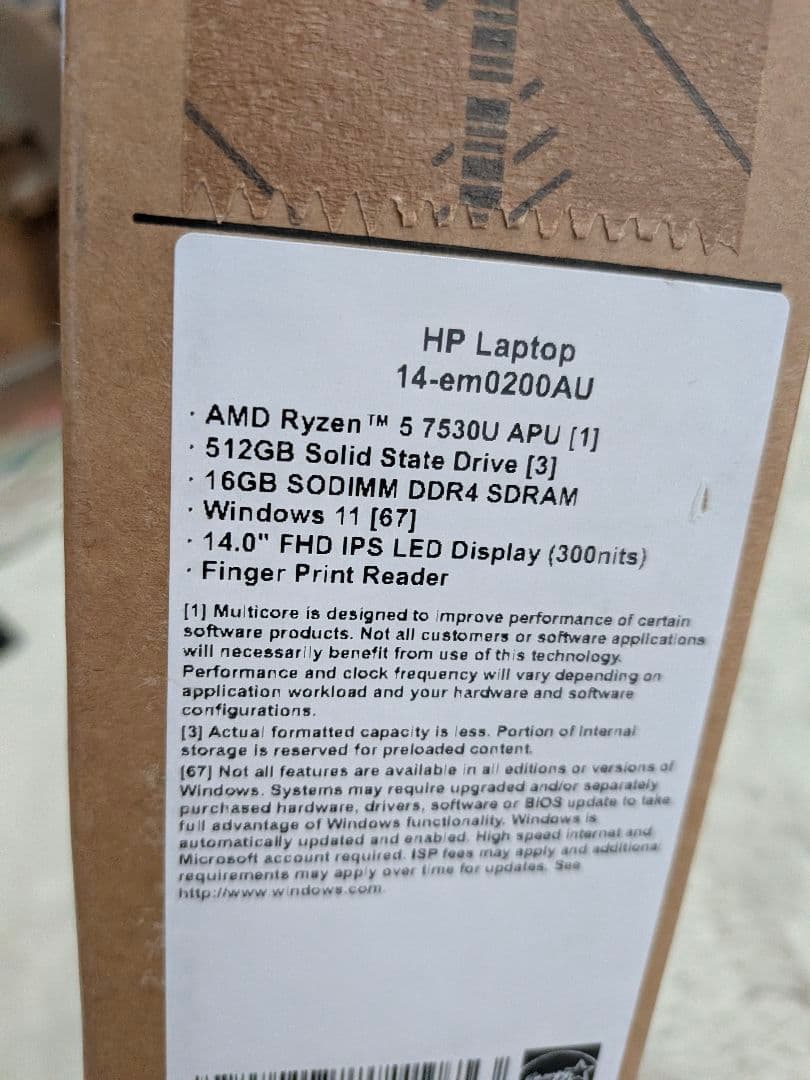 HP Laptop
14-em0200AU
· AMD Ryzen™ 5 7530U APU [1]
· 512GB Solid State Drive [3]
· 16GB SODIMM DDR4 SDRAM
· Windows 11 [67]
· 14.0" FHD IPS LED Display (300nits)
· Finger Print Reader
[1] Multicore is designed to improve performance of certain
software products. Not all customers or software applications
will necessarily benefit from use of this technology.
Performance and clock frequency will vary depending on
application workload and your hardware and software
configurations.
[3] Actual formatted capacity is less. Portion of Internal
storage is reserved for preloaded content.
[67] Not all features are available in all editions or versions of
Windows. Systems may require upgraded and/or separately
purchased hardware, drivers, software or BIOS update to take
full advantage of Windows functionality. Windows is
automatically updated and enabled. High speed internet and
Microsoft account required. ISP fees may apply and additional
requirements may apply over time for updates. See
http://www.windows.com.